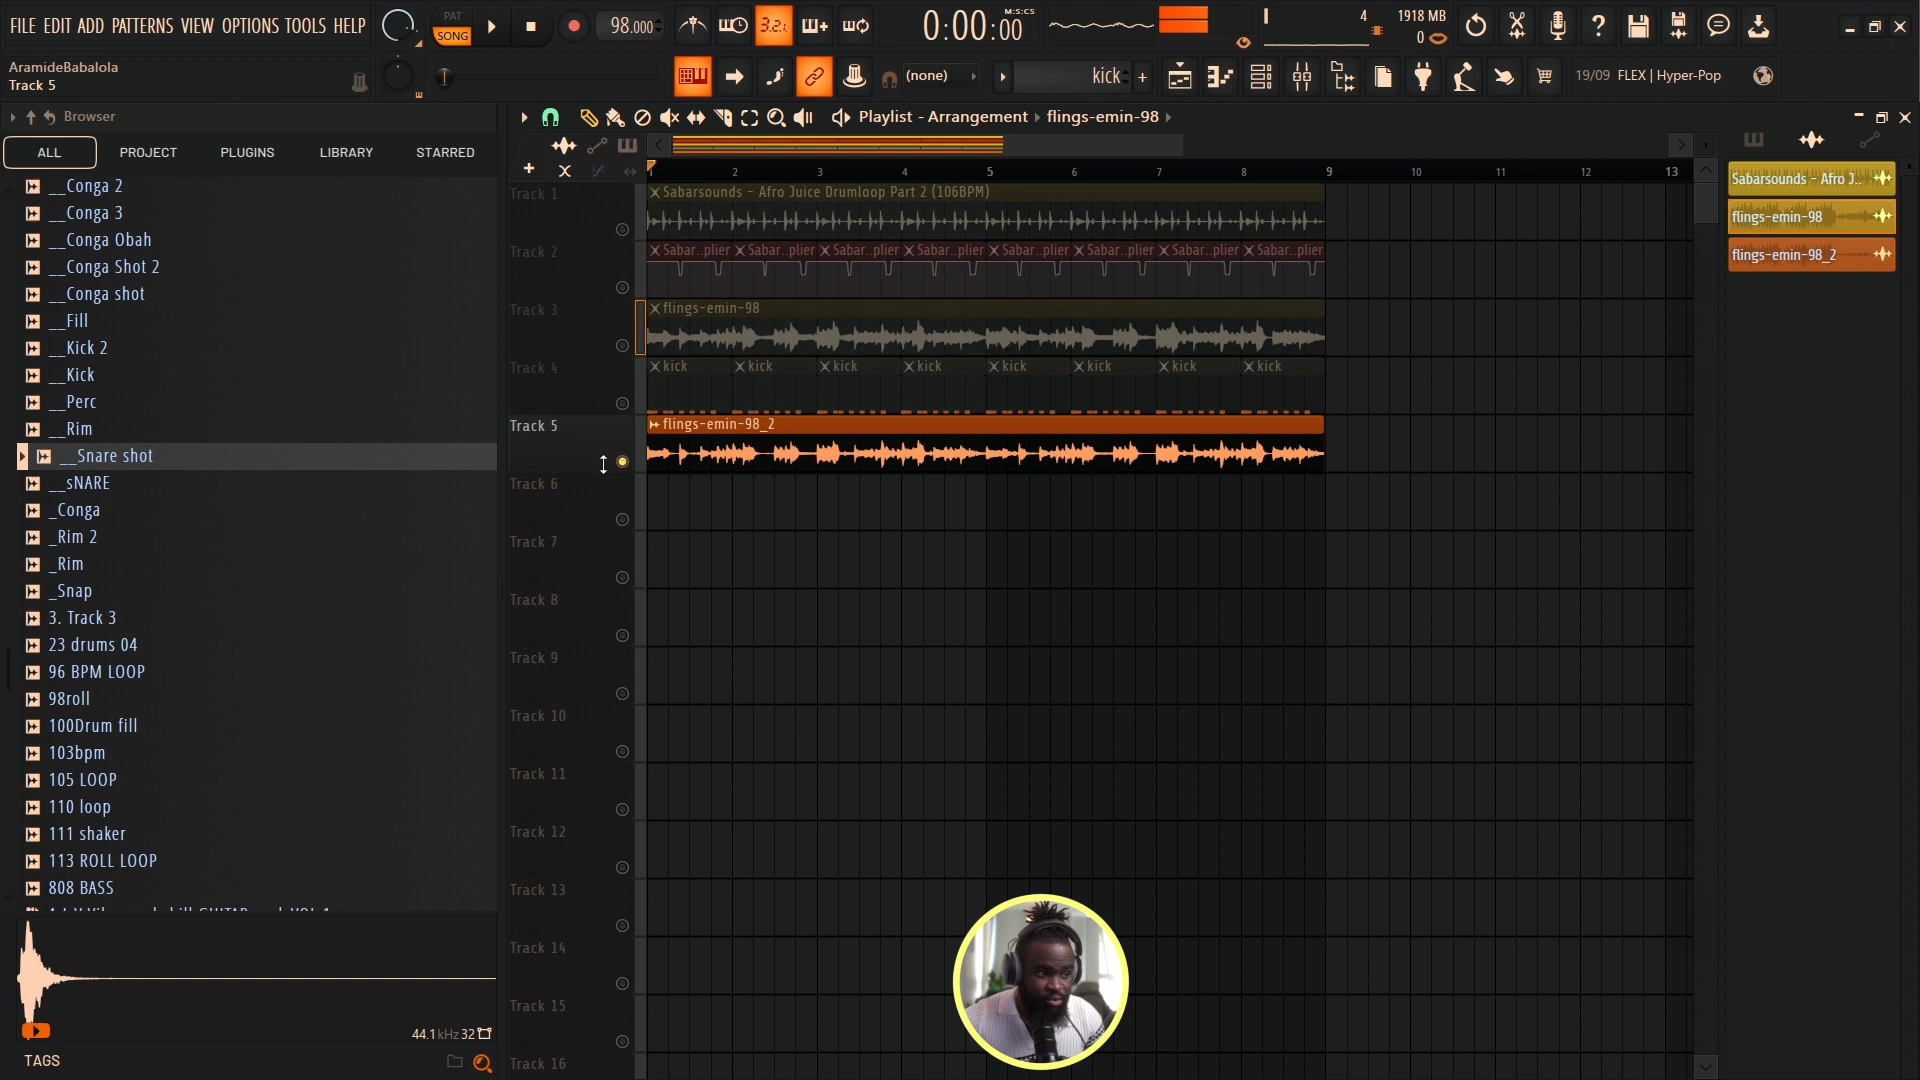 FILE EDIT ADD PATTERNS VIEW OPTIONS TOOLS HELP
PAT
SONG
98.000
3.2.1
0:00:00
M:S:CS
4
1918 MB
0
AramideBabalola
Track 5
(none)
kick
19/09 FLEX | Hyper-Pop
Browser
Playlist - Arrangement › flings-emin-98 ›
ALL PROJECT PLUGINS LIBRARY STARRED
__Conga 2
__Conga 3
__Conga Obah
__Conga Shot 2
__Conga shot
__Fill
__Kick 2
__Kick
__Perc
__Rim
__Snare shot
__sNARE
_Conga
_Rim 2
_Rim
_Snap
3. Track 3
23 drums 04
96 BPM LOOP
98roll
100Drum fill
103bpm
105 LOOP
110 loop
111 shaker
113 ROLL LOOP
808 BASS
44.1kHz 32
TAGS
1 2 3 4 5 6 7 8 9 10 11 12 13
Track 1
Sabarsounds - Afro Juice Drumloop Part 2 (106BPM)
Track 2
Sabar..plier Sabar..plier Sabar..plier Sabar..plier Sabar..plier Sabar..plier Sabar..plier Sabar..plier
Track 3
flings-emin-98
Track 4
kick kick kick kick kick kick kick kick
Track 5
flings-emin-98_2
Track 6
Track 7
Track 8
Track 9
Track 10
Track 11
Track 12
Track 13
Track 14
Track 15
Track 16
Sabarsounds - Afro J..
flings-emin-98
flings-emin-98_2